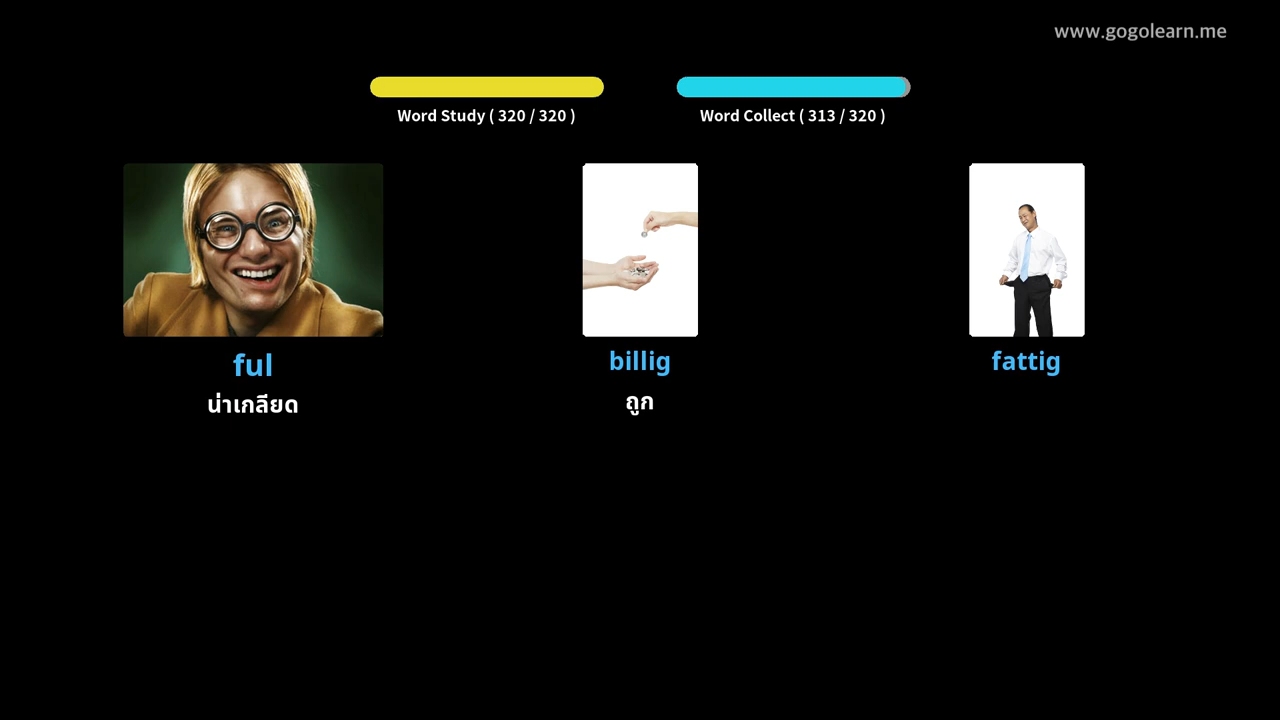 www.gogolearn.me
Word Study ( 320 / 320 )
Word Collect ( 313 / 320 )
ful
น่าเกลียด
billig
ถูก
fattig